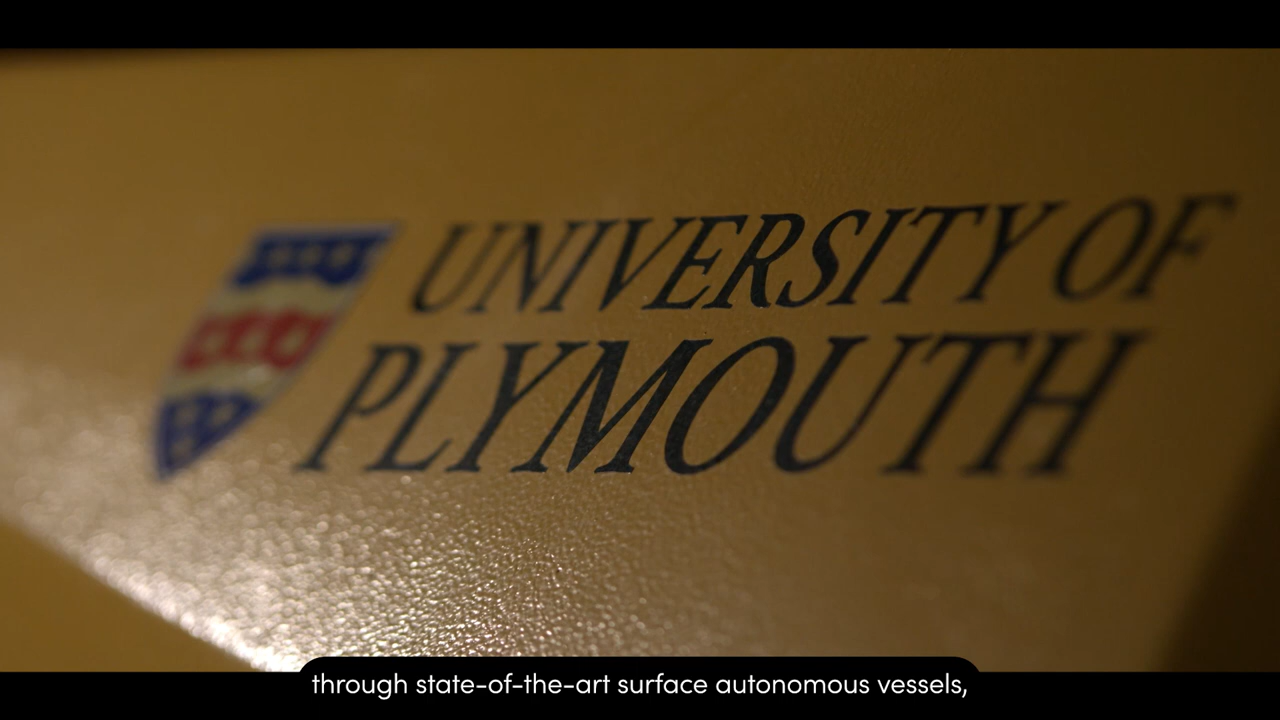 UNIVERSITY OF
PLYMOUTH
through state-of-the-art surface autonomous vessels,